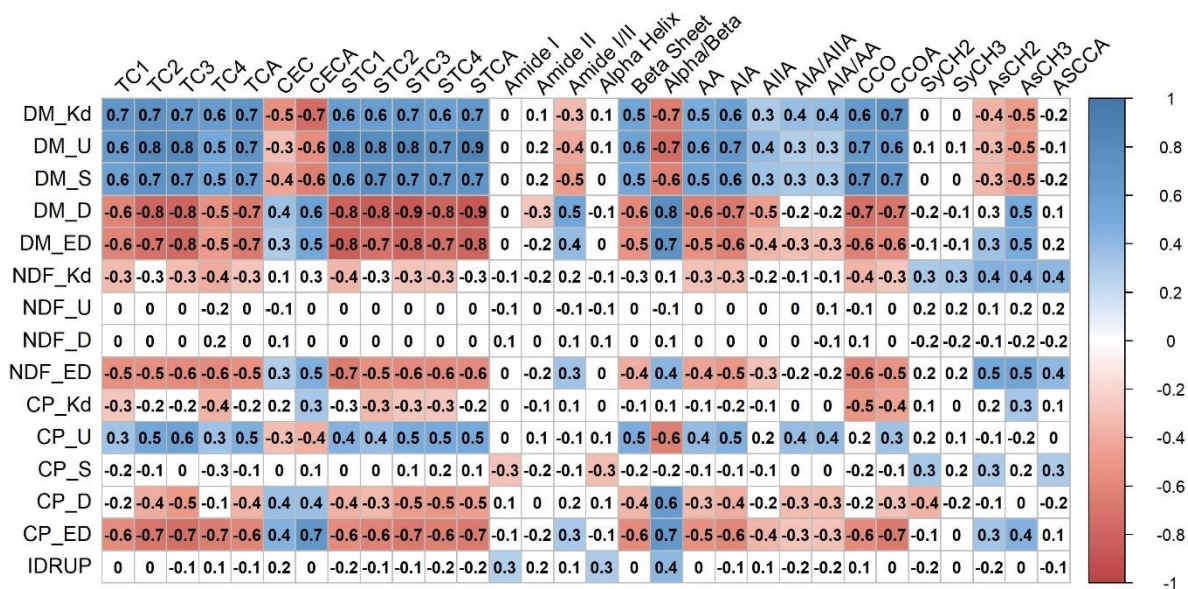 TC1 TC2 TC3 TC4 TCA CEC CECA STC1 STC2 STC3 STC4 STCA Amide I Amide II Amide I/II Alpha Helix Beta Sheet Alpha/Beta AA AIA AIIA AIA/AIIA AIA/AA CCO CCOA SyCH2 SyCH3 AsCH2 AsCH3 ASCCA
DM_Kd 0.7 0.7 0.7 0.6 0.7 -0.5 -0.7 0.6 0.6 0.7 0.6 0.7 0 0.1 -0.3 0.1 0.5 -0.7 0.5 0.6 0.3 0.4 0.4 0.6 0.7 0 0 -0.4 -0.5 -0.2
DM_U 0.6 0.8 0.8 0.5 0.7 -0.3 -0.6 0.8 0.8 0.8 0.7 0.9 0 0.2 -0.4 0.1 0.6 -0.7 0.6 0.7 0.4 0.3 0.3 0.7 0.6 0.1 0.1 -0.3 -0.5 -0.1
DM_S 0.6 0.7 0.7 0.5 0.7 -0.4 -0.6 0.6 0.7 0.7 0.7 0.7 0 0.2 -0.5 0 0.5 -0.6 0.5 0.6 0.3 0.3 0.3 0.7 0.7 0 0 -0.3 -0.5 -0.2
DM_D -0.6 -0.8 -0.8 -0.5 -0.7 0.4 0.6 -0.8 -0.8 -0.9 -0.8 -0.9 0 -0.3 0.5 -0.1 -0.6 0.8 -0.6 -0.7 -0.5 -0.2 -0.2 -0.7 -0.7 -0.2 -0.1 0.3 0.5 0.1
DM_ED -0.6 -0.7 -0.8 -0.5 -0.7 0.3 0.5 -0.8 -0.7 -0.8 -0.7 -0.8 0 -0.2 0.4 0 -0.5 0.7 -0.5 -0.6 -0.4 -0.3 -0.3 -0.6 -0.6 -0.1 -0.1 0.3 0.5 0.2
NDF_Kd -0.3 -0.3 -0.3 -0.4 -0.3 0.1 0.3 -0.4 -0.3 -0.3 -0.3 -0.3 -0.1 -0.2 0.2 -0.1 -0.3 0.1 -0.3 -0.3 -0.2 -0.1 -0.1 -0.4 -0.3 0.3 0.3 0.4 0.4 0.4
NDF_U 0 0 0 -0.2 0 -0.1 0 0 0 0 0 0 -0.1 0 -0.1 -0.1 0 -0.1 0 0 0 0 0.1 -0.1 0 0.2 0.2 0.1 0.2 0.2
NDF_D 0 0 0 0.2 0 0.1 0 0 0 0 0 0 0.1 0 0.1 0.1 0 0.1 0 0 0 0 -0.1 0.1 0 -0.2 -0.2 -0.1 -0.2 -0.2
NDF_ED -0.5 -0.5 -0.6 -0.6 -0.5 0.3 0.5 -0.7 -0.5 -0.6 -0.6 -0.6 0 -0.2 0.3 0 -0.4 0.4 -0.4 -0.5 -0.3 -0.2 -0.2 -0.6 -0.5 0.2 0.2 0.5 0.5 0.4
CP_Kd -0.3 -0.2 -0.2 -0.4 -0.2 0.2 0.3 -0.3 -0.3 -0.3 -0.3 -0.2 0 -0.1 0.1 0 -0.1 0.1 -0.1 -0.2 -0.1 0 0 -0.5 -0.4 0.1 0 0.2 0.3 0.1
CP_U 0.3 0.5 0.6 0.3 0.5 -0.3 -0.4 0.4 0.4 0.5 0.5 0.5 0 0.1 -0.1 0.1 0.5 -0.6 0.4 0.5 0.2 0.4 0.4 0.2 0.3 0.2 0.1 -0.1 -0.2 0
CP_S -0.2 -0.1 0 -0.3 -0.1 0 0.1 0 0 0.1 0.2 0.1 -0.3 -0.2 -0.1 -0.3 -0.2 -0.2 -0.1 -0.1 -0.1 0 0 -0.2 -0.1 0.3 0.2 0.3 0.2 0.3
CP_D -0.2 -0.4 -0.5 -0.1 -0.4 0.4 0.4 -0.4 -0.3 -0.5 -0.5 -0.5 0.1 0 0.2 0.1 -0.4 0.6 -0.3 -0.4 -0.2 -0.3 -0.3 -0.2 -0.3 -0.4 -0.2 -0.1 0 -0.2
CP_ED -0.6 -0.7 -0.7 -0.7 -0.6 0.4 0.7 -0.6 -0.6 -0.7 -0.6 -0.7 -0.1 -0.2 0.3 -0.1 -0.6 0.7 -0.5 -0.6 -0.4 -0.3 -0.3 -0.6 -0.7 -0.1 0 0.3 0.4 0.1
IDRUP 0 0 -0.1 0.1 -0.1 0.2 0 -0.2 -0.1 -0.1 -0.2 -0.2 0.3 0.2 0.1 0.3 0 0.4 0 -0.1 0.1 -0.2 -0.2 0.1 0 -0.2 0 -0.2 0 -0.1
1
0.8
0.6
0.4
0.2
0
-0.2
-0.4
-0.6
-0.8
-1